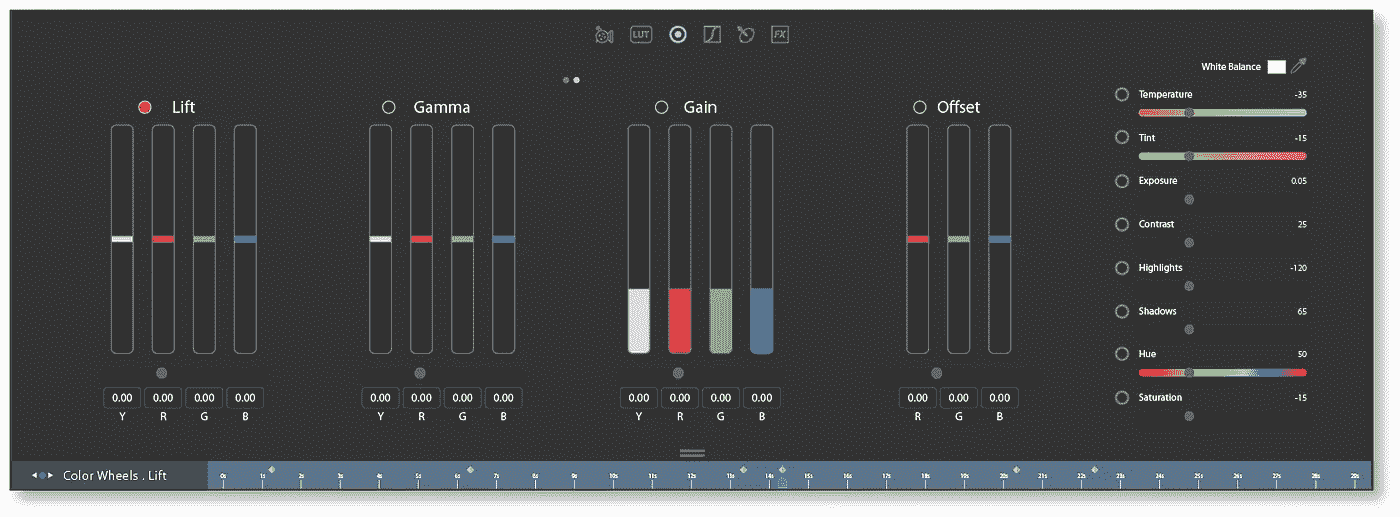 LUT FX
White Balance
Lift Gamma Gain Offset
Temperature -35
Tint -15
Exposure 0.05
Contrast 25
Highlights -120
Shadows 65
Hue 50
Saturation -15
0.00 0.00 0.00 0.00 0.00 0.00 0.00 0.00 0.00 0.00 0.00 0.00 0.00 0.00 0.00
Y R G B Y R G B Y R G B R G B
Color Wheels . Lift 0s 1s 2s 3s 4s 5s 6s 7s 8s 9s 10s 11s 12s 13s 14s 15s 16s 17s 18s 19s 20s 21s 22s 23s 24s 25s 26s 27s 28s 29s